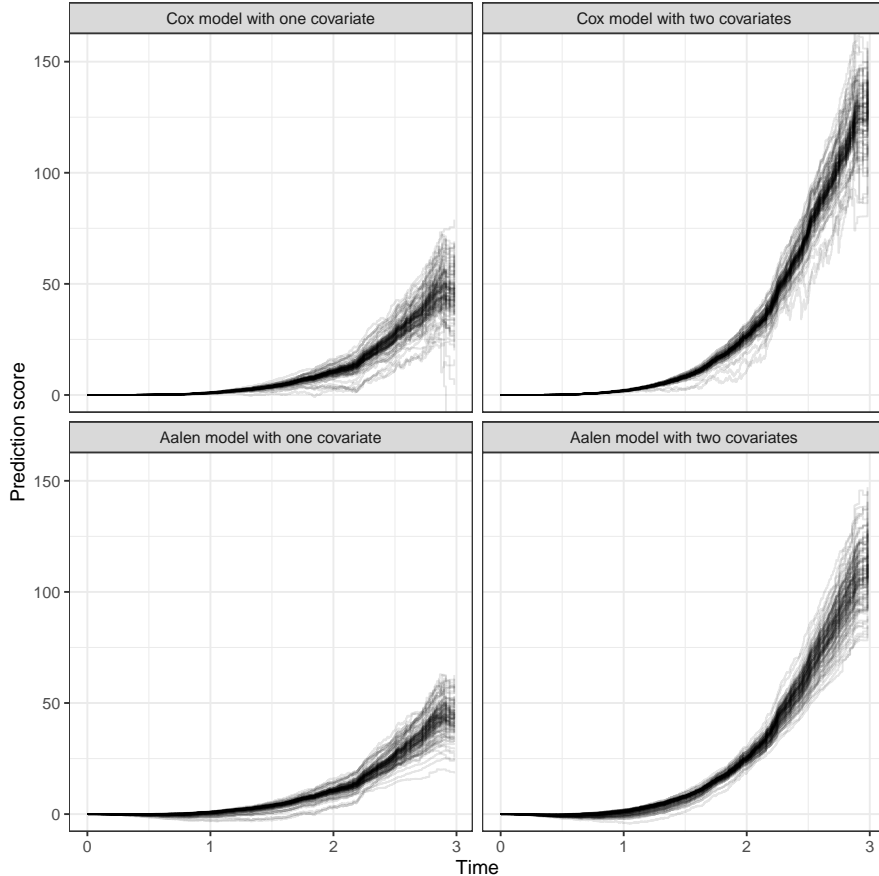 Cox model with one covariate
Cox model with two covariates
150
100
50
0
Aalen model with one covariate
Aalen model with two covariates
150
100
50
0
0 1 2 3
0 1 2 3
Prediction score
Time